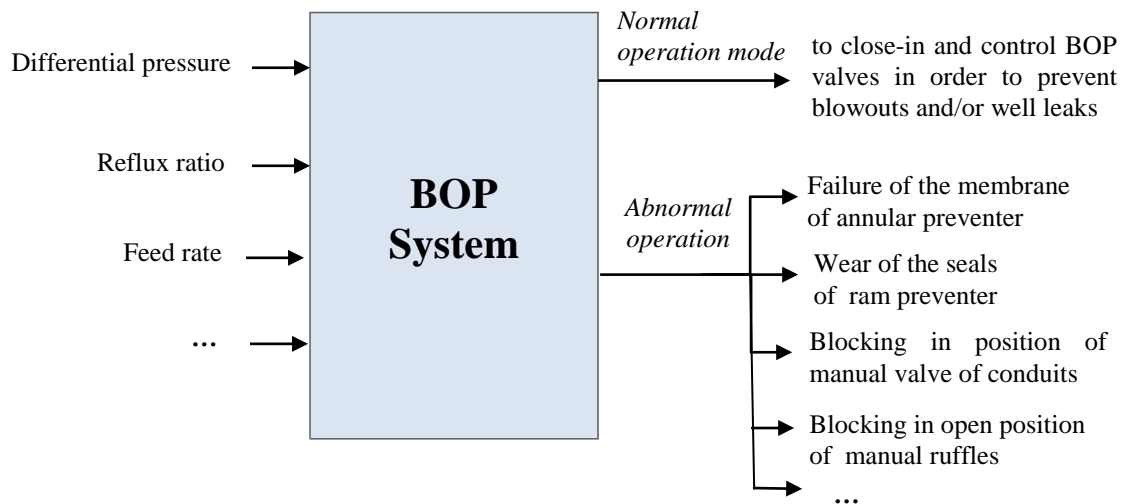 Differential pressure
Reflux ratio
Feed rate
...
BOP
System
Normal
operation mode
to close-in and control BOP
valves in order to prevent
blowouts and/or well leaks
Abnormal
operation
Failure of the membrane
of annular preventer
Wear of the seals
of ram preventer
Blocking in position of
manual valve of conduits
Blocking in open position
of manual ruffles
...